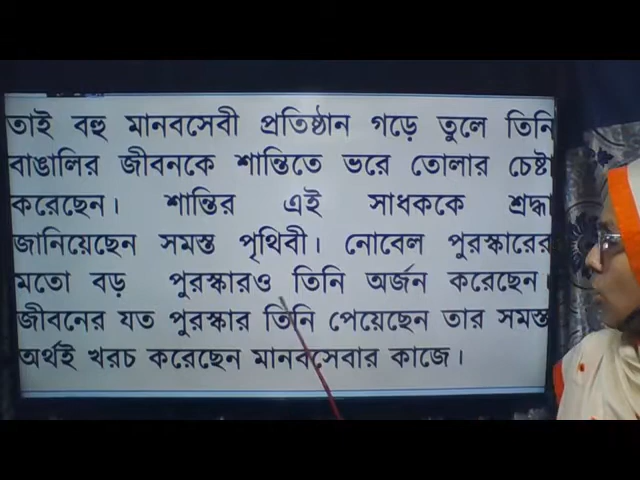 তাই বহু মানবসেবী প্রতিষ্ঠান গড়ে তুলে তিনি
বাঙালির জীবনকে শান্তিতে ভরে তোলার চেষ্টা
করেছেন। শান্তির এই সাধককে শ্রদ্ধা
জানিয়েছেন সমস্ত পৃথিবী। নোবেল পুরস্কারের
মতো বড় পুরস্কারও তিনি অর্জন করেছেন।
জীবনের যত পুরস্কার তিনি পেয়েছেন তার সমস্ত
অর্থই খরচ করেছেন মানবসেবার কাজে।